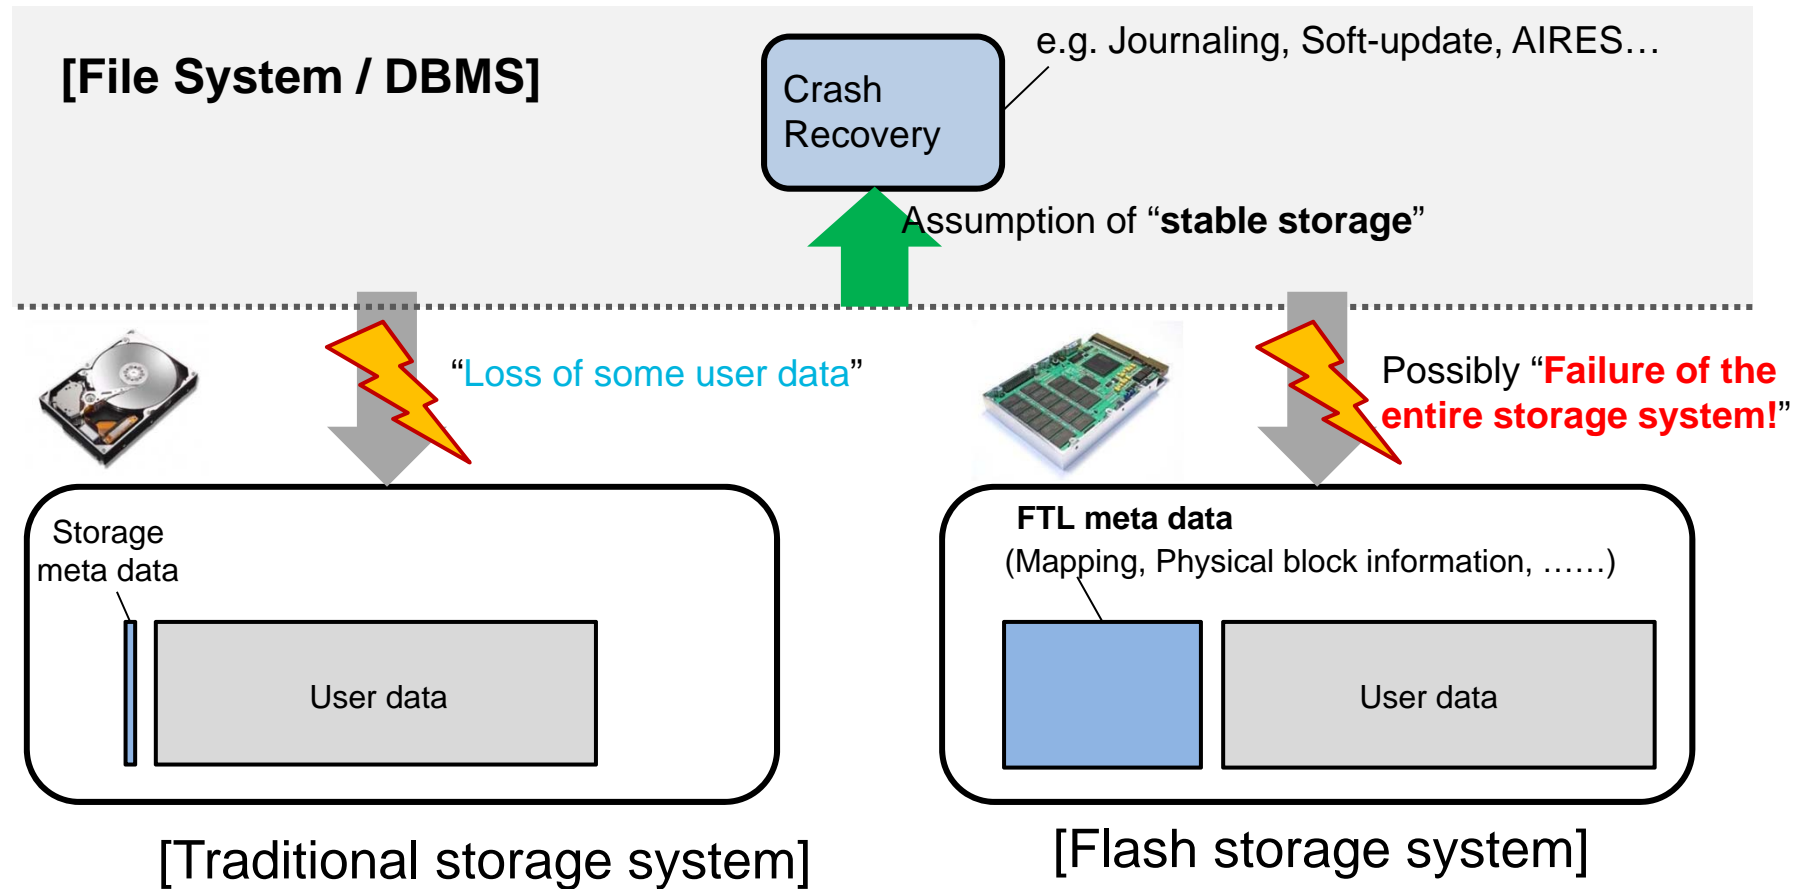 [File System / DBMS]
Crash
Recovery
e.g. Journaling, Soft-update, AIRES…
Assumption of “stable storage”
“Loss of some user data”
Possibly “Failure of the
entire storage system!”
Storage
meta data
User data
FTL meta data
(Mapping, Physical block information, ……)
User data
[Traditional storage system]
[Flash storage system]